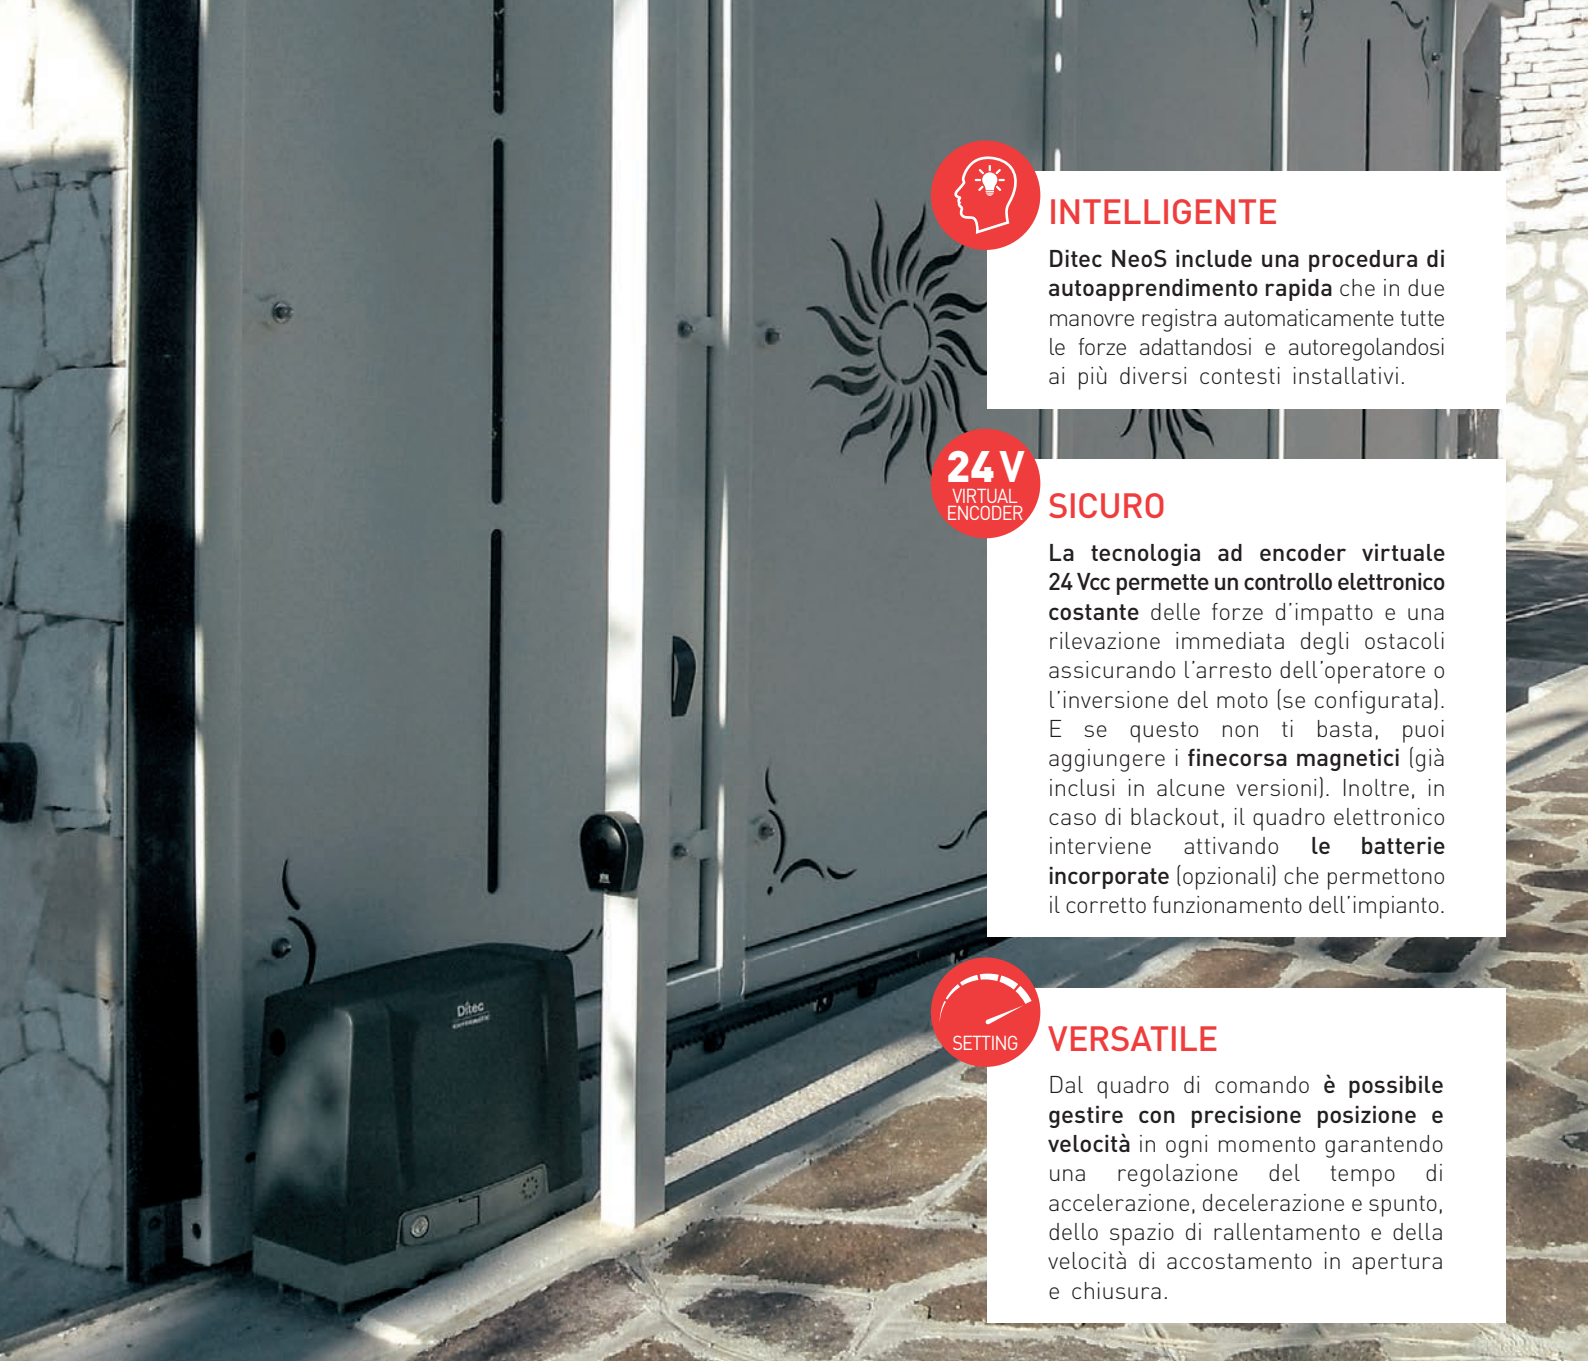 INTELLIGENTE
Ditec NeoS include una procedura di
autoapprendimento rapida che in due
manovre registra automaticamente tutte
le forze adattandosi e autoregolandosi
ai più diversi contesti installativi.
24 V
VIRTUAL
ENCODER
SICURO
La tecnologia ad encoder virtuale
24 Vcc permette un controllo elettronico
costante delle forze d'impatto e una
rilevazione immediata degli ostacoli
assicurando l'arresto dell'operatore o
l'inversione del moto (se configurata).
E se questo non ti basta, puoi
aggiungere i finecorsa magnetici (già
inclusi in alcune versioni). Inoltre, in
caso di blackout, il quadro elettronico
interviene attivando le batterie
incorporate (opzionali) che permettono
il corretto funzionamento dell'impianto.
SETTING
VERSATILE
Dal quadro di comando è possibile
gestire con precisione posizione e
velocità in ogni momento garantendo
una regolazione del tempo di
accelerazione, decelerazione e spunto,
dello spazio di rallentamento e della
velocità di accostamento in apertura
e chiusura.
Ditec